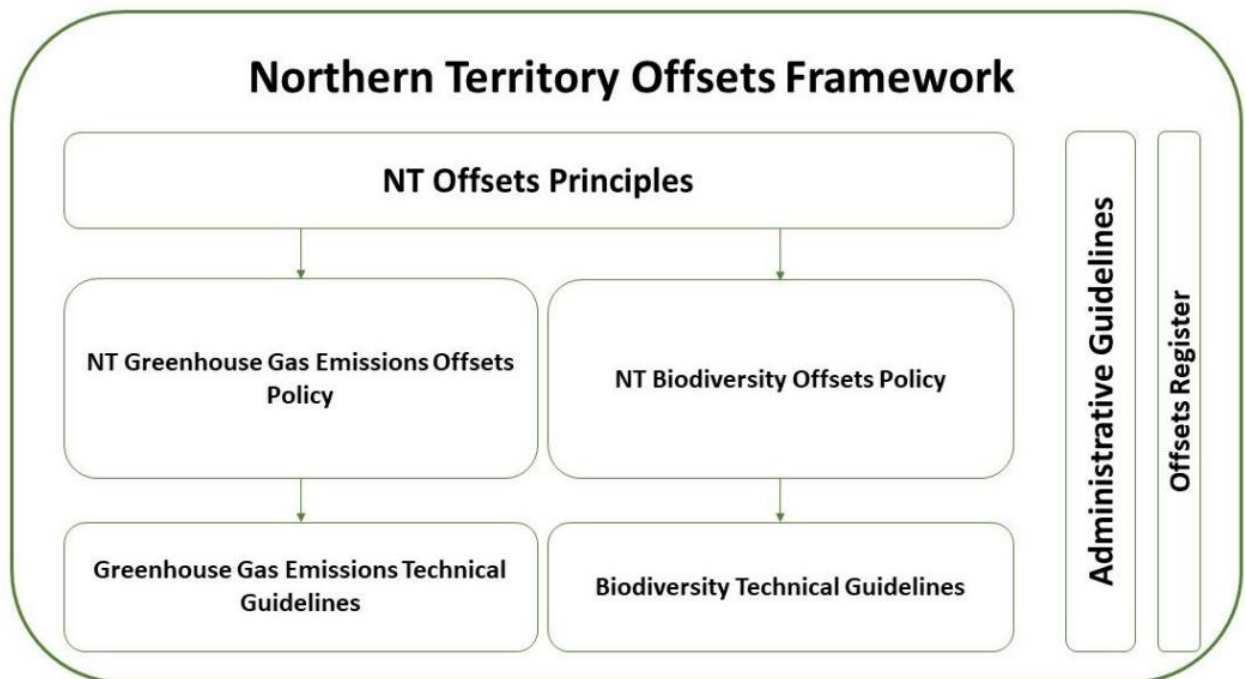 Northern Territory Offsets Framework
NT Offsets Principles
NT Greenhouse Gas Emissions Offsets
Policy
NT Biodiversity Offsets Policy
Greenhouse Gas Emissions Technical
Guidelines
Biodiversity Technical Guidelines
Administrative Guidelines
Offsets Register